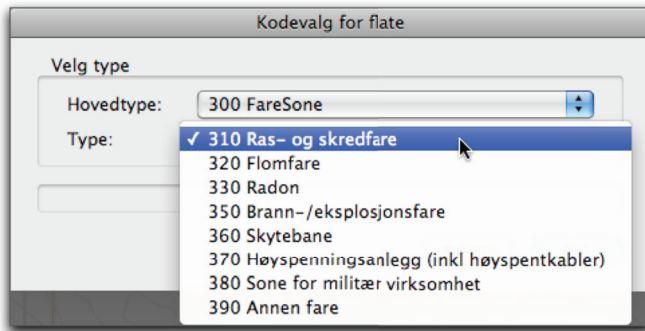 Kodevalg for flate
Velg type
Hovedtype: 300 FareSone
Type: ✓ 310 Ras- og skredfare
320 Flomfare
330 Radon
350 Brann-/eksplosjonsfare
360 Skytebane
370 Høyspenningsanlegg (inkl høyspentkabler)
380 Sone for militær virksomhet
390 Annen fare